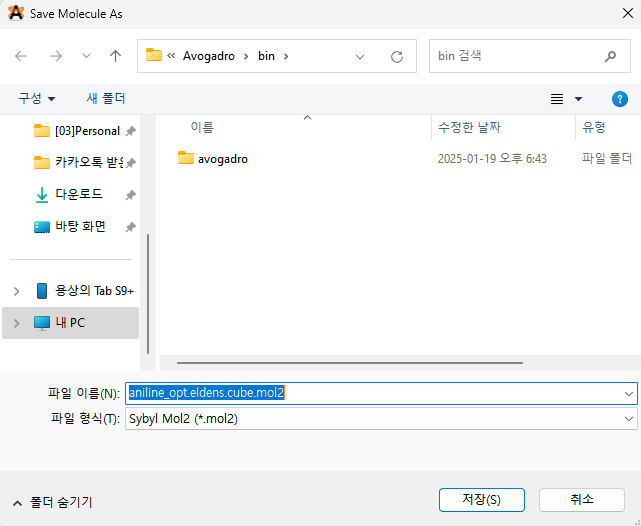 Save Molecule As
« Avogadro > bin >
bin 검색
구성
새 폴더
이름
수정한 날짜
유형
[03]Personal
카카오톡 받은
다운로드
바탕 화면
용상의 Tab S9+
내 PC
avogadro
2025-01-19 오후 6:43
파일 폴더
파일 이름(N):
aniline_opt.eldens.cube.mol2
파일 형식(T):
Sybyl Mol2 (*.mol2)
폴더 숨기기
저장(S)
취소